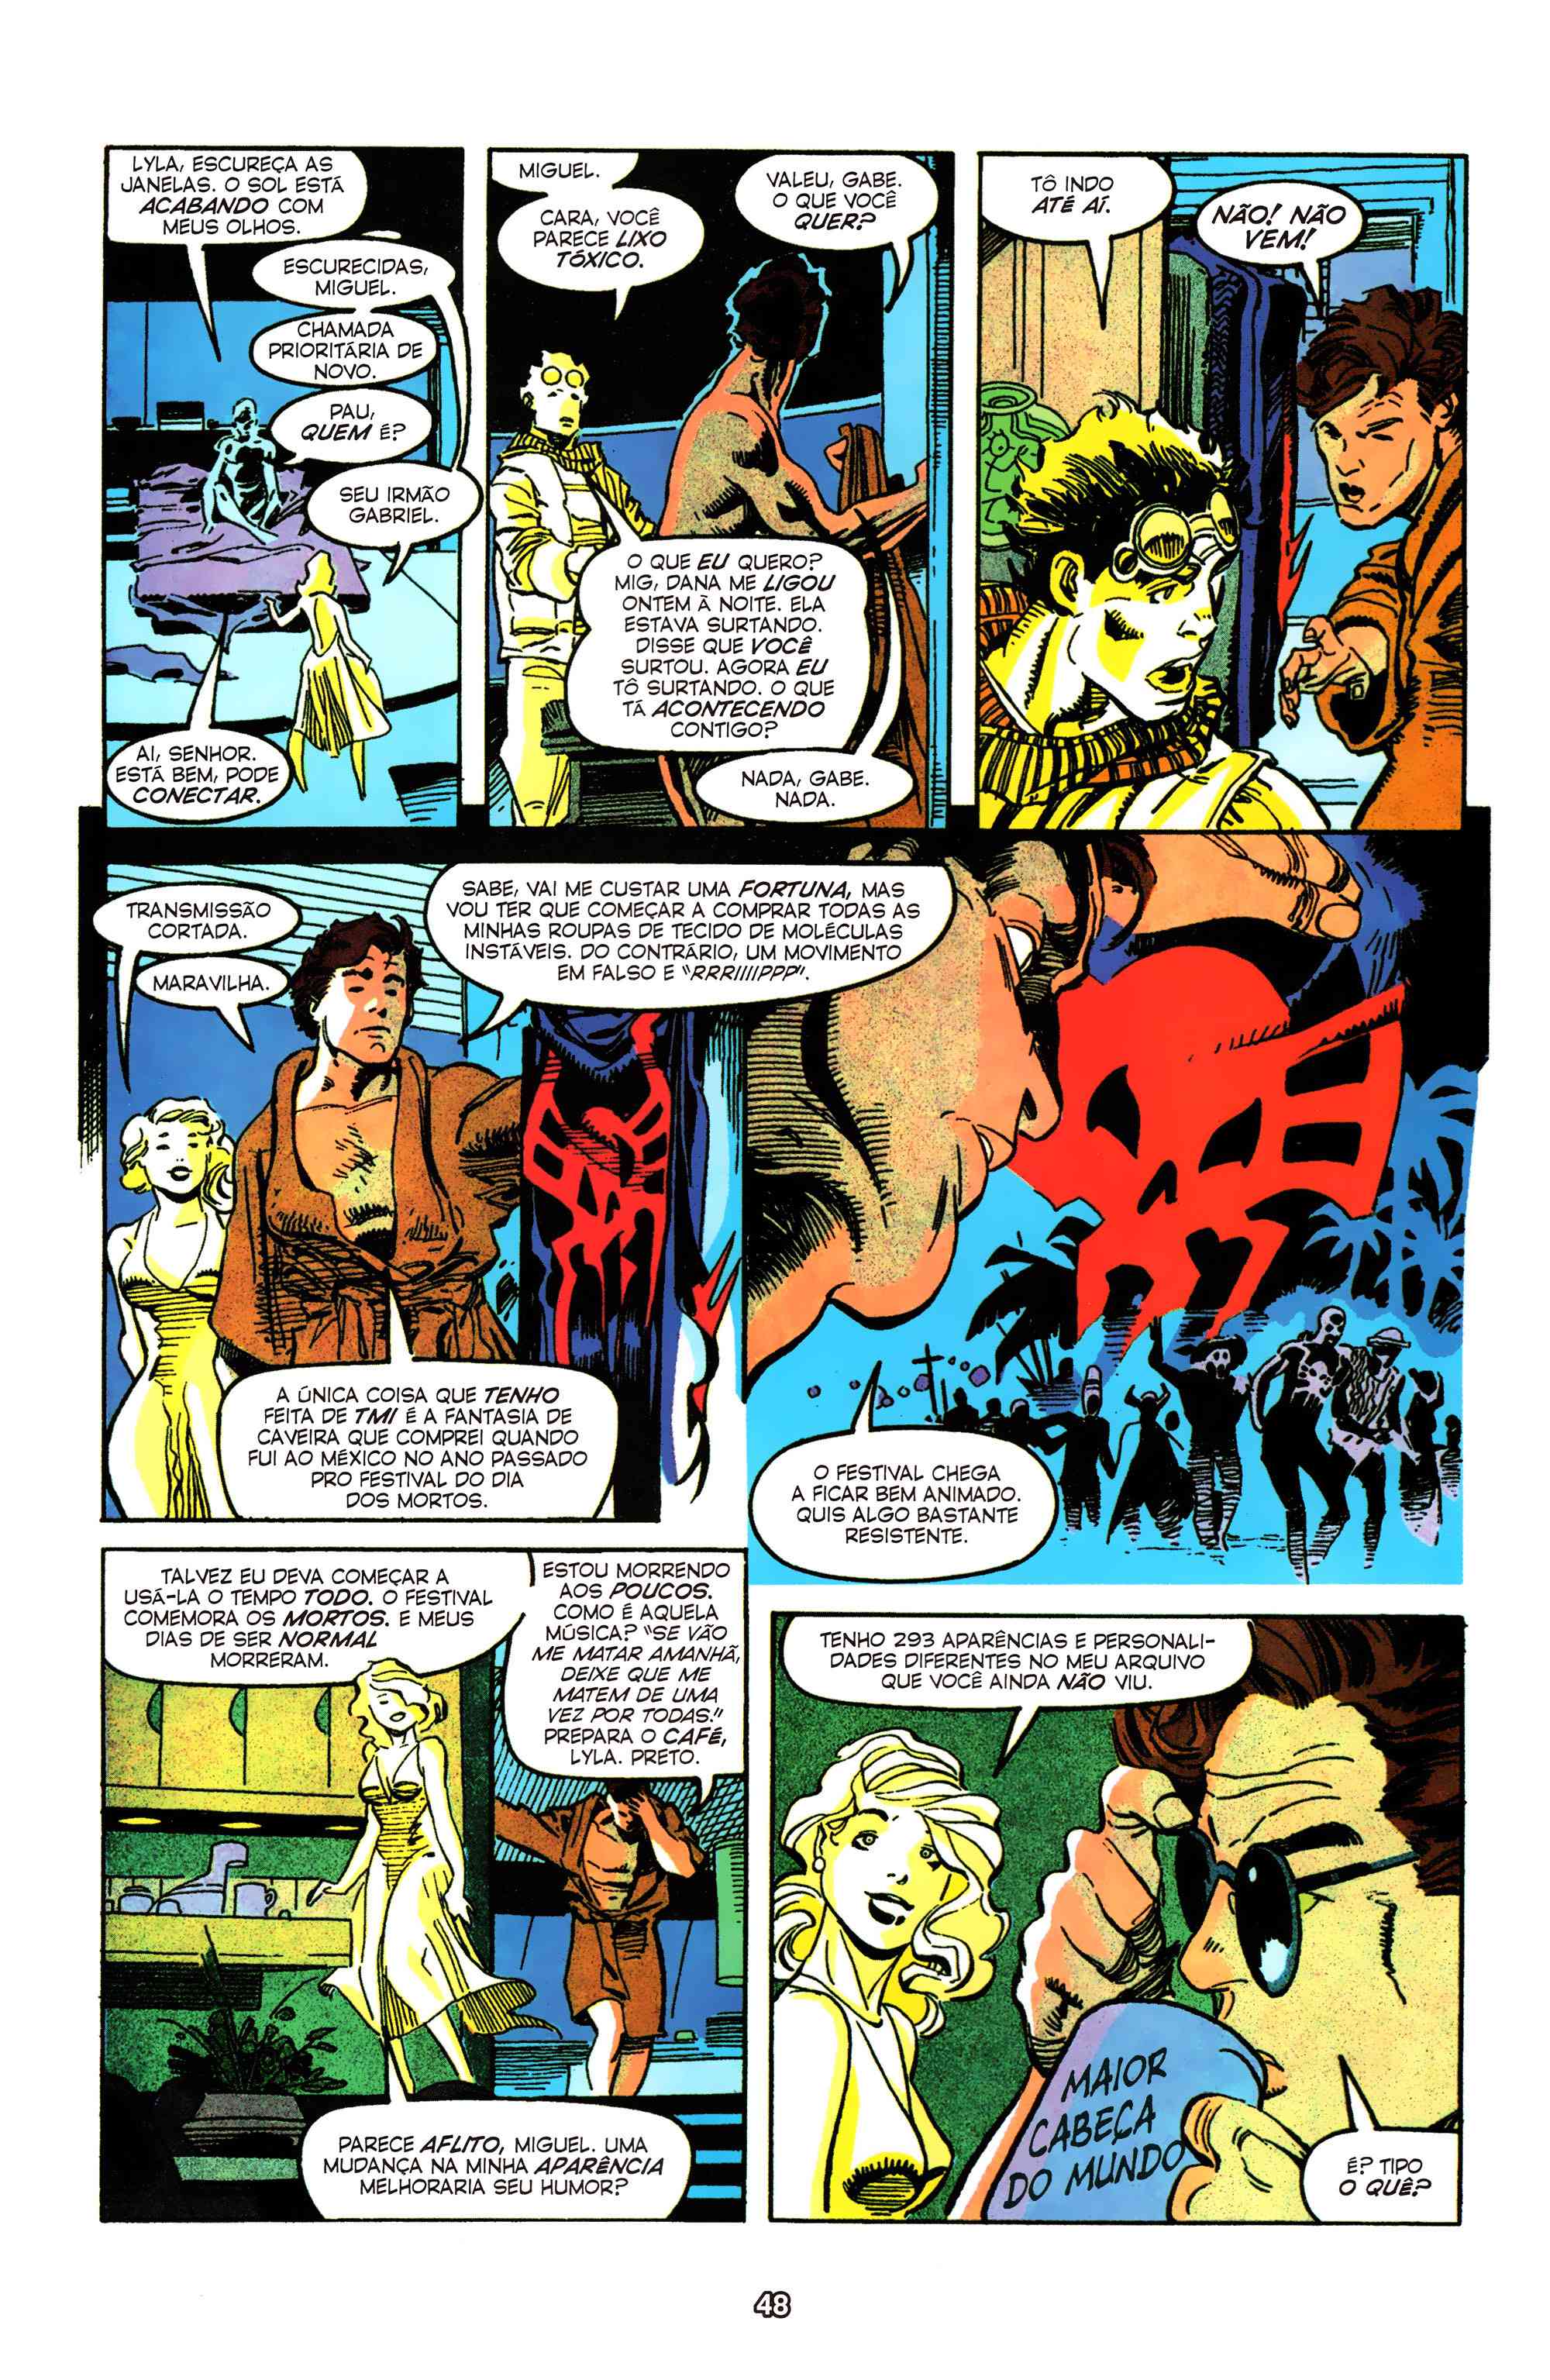 LYLA, ESCUREÇA AS
JANELAS. O SOL ESTÁ
ACABANDO COM
MEUS OLHOS.
ESCURECIDAS,
MIGUEL.
CHAMADA
PRIORITÁRIA DE
NOVO.
PAU,
QUEM É?
SEU IRMÃO
GABRIEL.
AI, SENHOR.
ESTÁ BEM, PODE
CONECTAR.
MIGUEL.
CARA, VOCÊ
PARECE LIXO
TÓXICO.
VALEU, GABE.
O QUE VOCÊ
QUER?
O QUE EU QUERO?
MIG, DANA ME LIGOU
ONTEM À NOITE. ELA
ESTAVA SURTANDO.
DISSE QUE VOCÊ
SURTOU. AGORA EU
TÔ SURTANDO. O QUE
TÁ ACONTECENDO
CONTIGO?
NADA, GABE.
NADA.
TÔ INDO
ATÉ AÍ.
NÃO! NÃO
VEM!
TRANSMISSÃO
CORTADA.
MARAVILHA.
SABE, VAI ME CUSTAR UMA FORTUNA, MAS
VOU TER QUE COMEÇAR A COMPRAR TODAS AS
MINHAS ROUPAS DE TECIDO DE MOLÉCULAS
INSTÁVEIS. DO CONTRÁRIO, UM MOVIMENTO
EM FALSO E "RRRIIIIPPP".
A ÚNICA COISA QUE TENHO
FEITA DE TMI É A FANTASIA DE
CAVEIRA QUE COMPREI QUANDO
FUI AO MÉXICO NO ANO PASSADO
PRO FESTIVAL DO DIA
DOS MORTOS.
O FESTIVAL CHEGA
A FICAR BEM ANIMADO.
QUIS ALGO BASTANTE
RESISTENTE.
TALVEZ EU DEVA COMEÇAR A
USÁ-LA O TEMPO TODO. O FESTIVAL
COMEMORA OS MORTOS. E MEUS
DIAS DE SER NORMAL
MORRERAM.
ESTOU MORRENDO
AOS POUCOS.
COMO É AQUELA
MÚSICA? "SE VÃO
ME MATAR AMANHÃ,
DEIXE QUE ME
MATEM DE UMA
VEZ POR TODAS."
PREPARA O CAFÉ,
LYLA. PRETO.
PARECE AFLITO, MIGUEL. UMA
MUDANÇA NA MINHA APARÊNCIA
MELHORARIA SEU HUMOR?
TENHO 293 APARÊNCIAS E PERSONALI-
DADES DIFERENTES NO MEU ARQUIVO
QUE VOCÊ AINDA NÃO VIU.
MAIOR
CABEÇA
DO MUNDO
É? TIPO
O QUÊ?
48